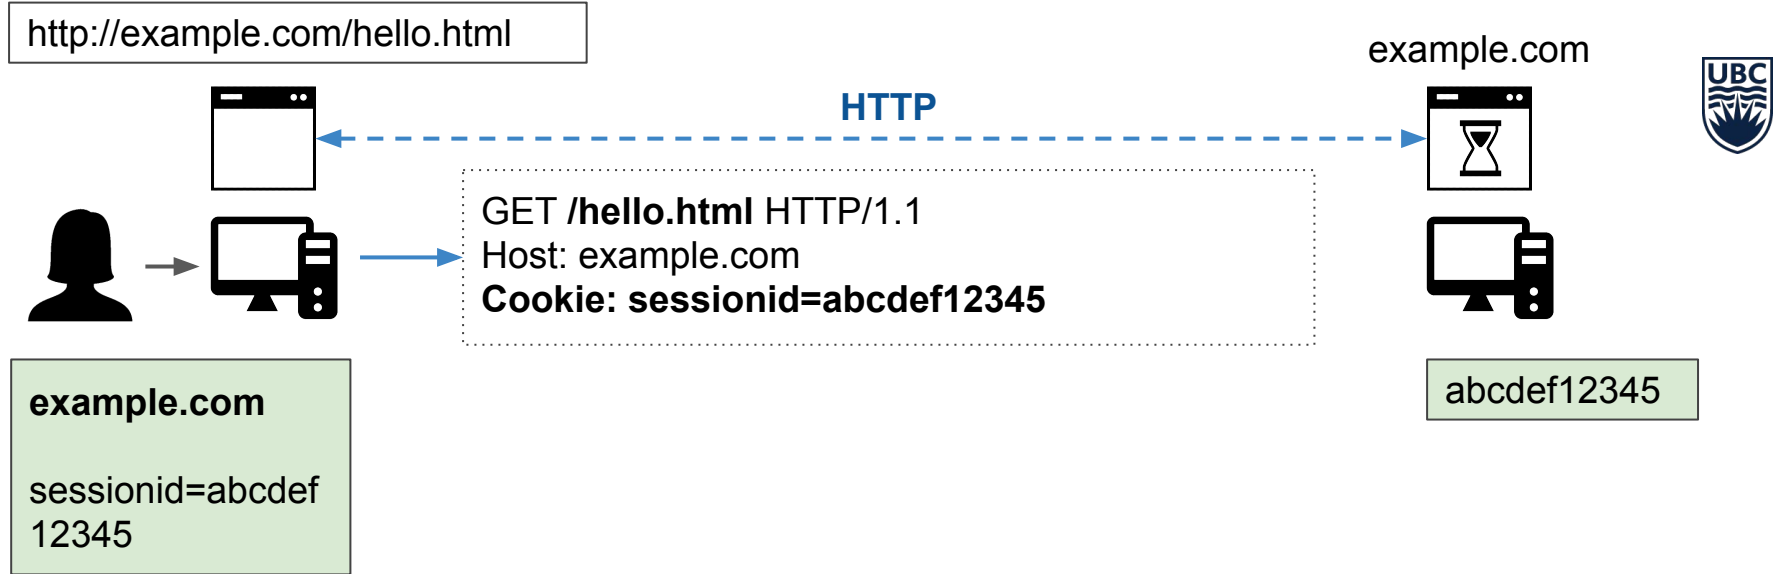 http://example.com/hello.html
example.com
UBC
HTTP
GET /hello.html HTTP/1.1
Host: example.com
Cookie: sessionid=abcdef12345
example.com
sessionid=abcdef
12345
abcdef12345